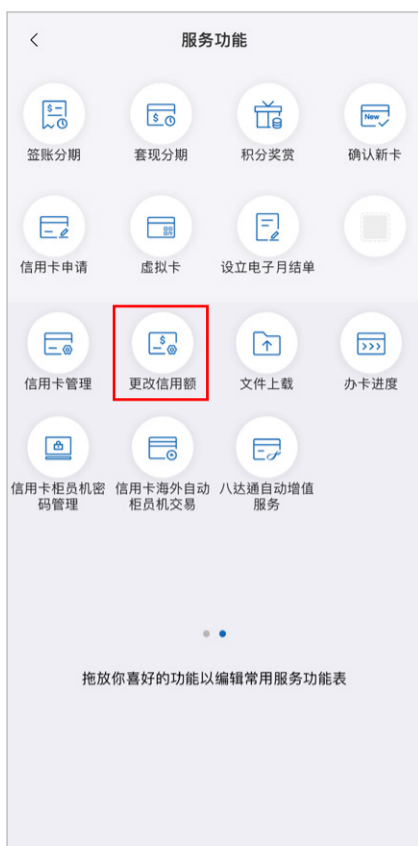 服务功能
签账分期 套现分期 积分奖赏 确认新卡
信用卡申请 虚拟卡 设立电子月结单
信用卡管理 更改信用额 文件上载 办卡进度
信用卡柜员机密 信用卡海外自动 八达通自动增值
码管理 柜员机交易 服务
拖放你喜好的功能以编辑常用服务功能表